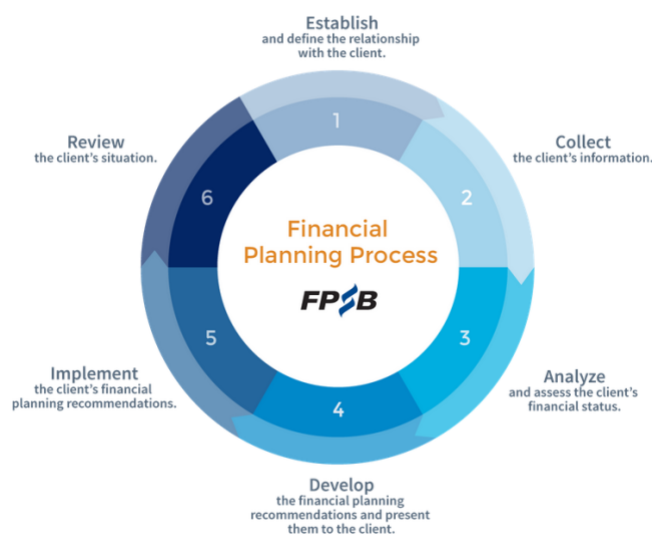 Establish
and define the relationship
with the client.
1
Collect
the client's information.
2
Analyze
and assess the client's
financial status.
3
Develop
the financial planning
recommendations and present
them to the client.
4
Implement
the client's financial
planning recommendations.
5
Review
the client's situation.
6
Financial
Planning Process
FPSB